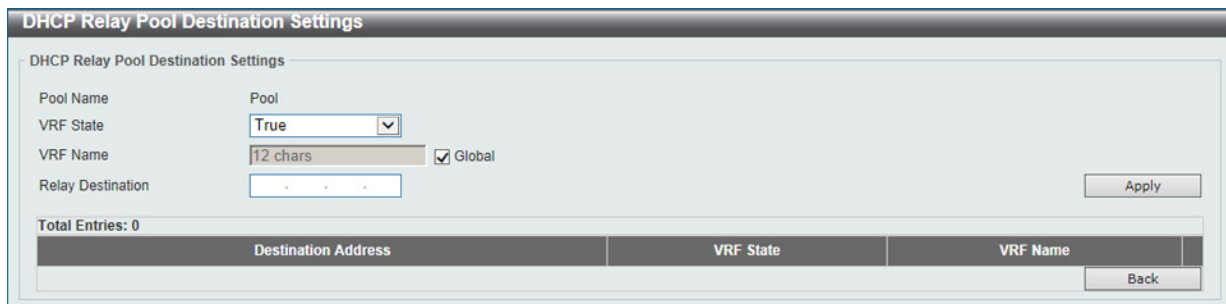 DHCP Relay Pool Destination Settings
DHCP Relay Pool Destination Settings
Pool Name Pool
VRF State True
VRF Name 12 chars Global
Relay Destination . . . Apply
Total Entries: 0
Destination Address VRF State VRF Name
Back